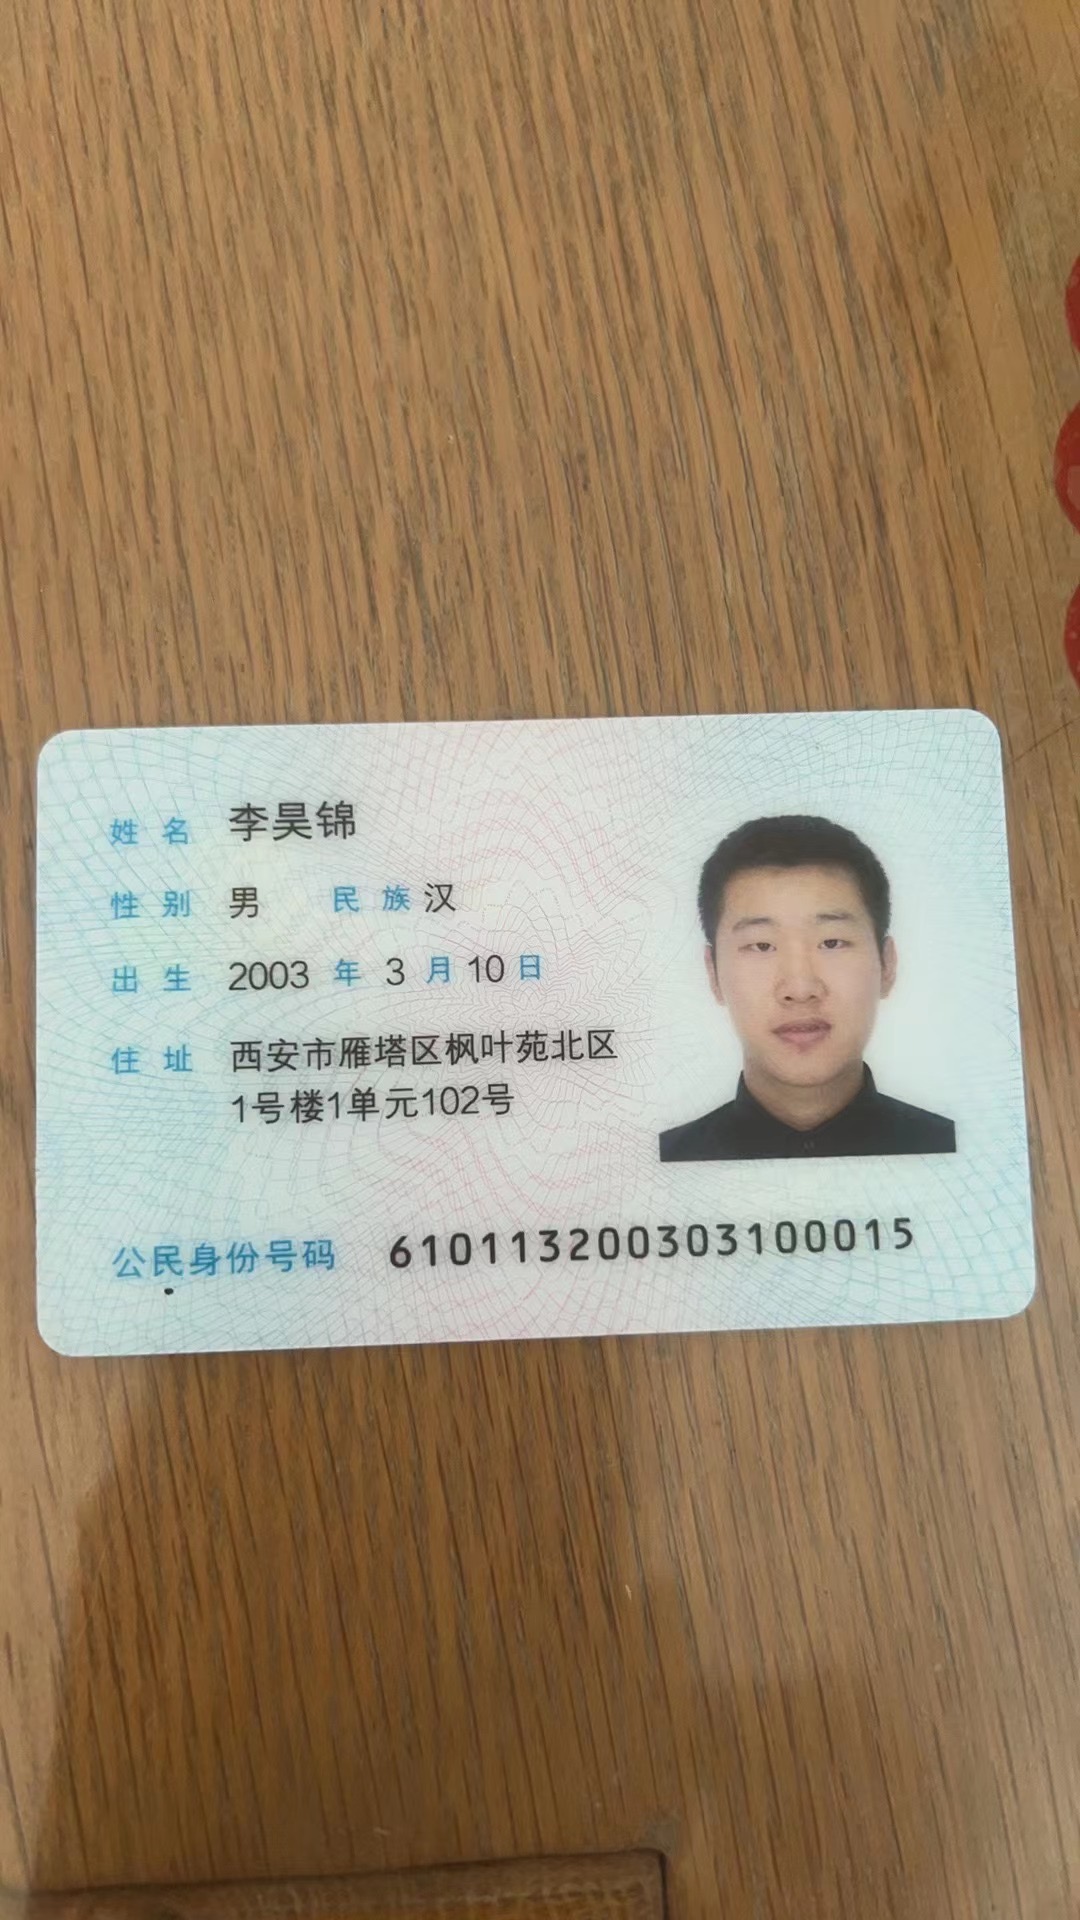 姓名 李昊锦
性别 男 民族 汉
出生 2003 年 3 月 10 日
住址 西安市雁塔区枫叶苑北区
1号楼1单元102号
公民身份号码 610113200303100015